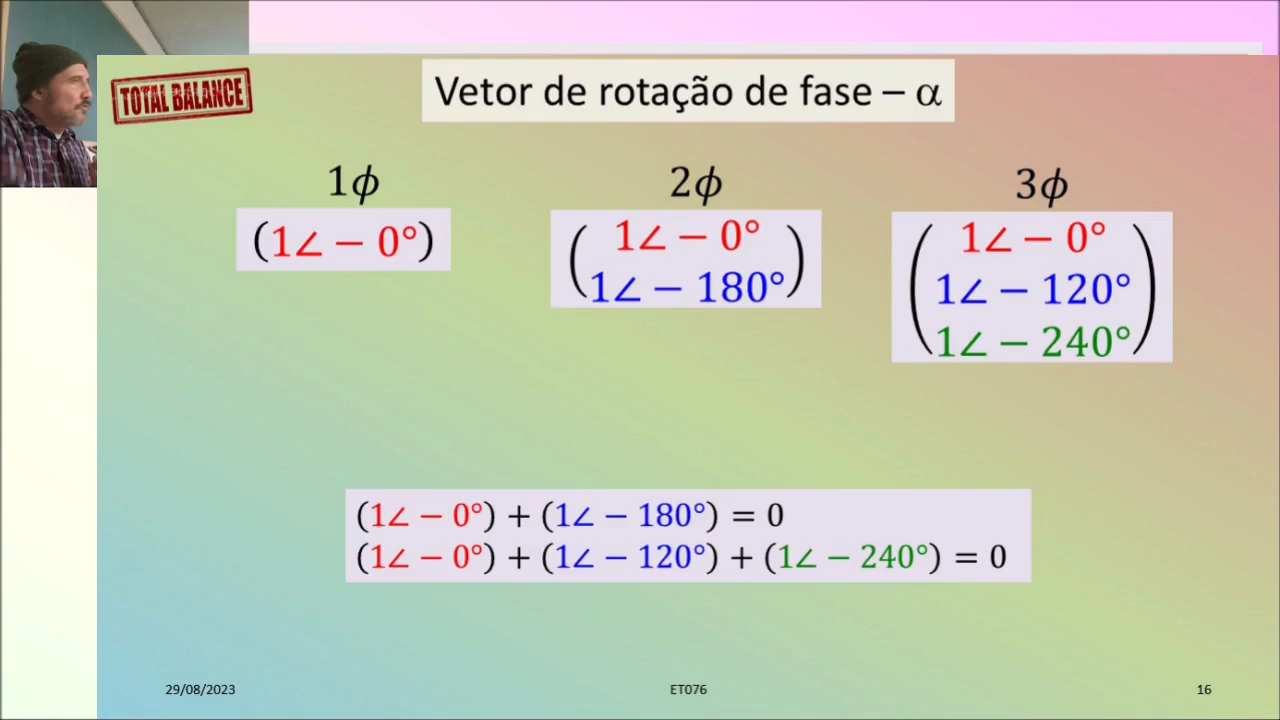 TOTAL BALANCE
Vetor de rotação de fase – α
1ϕ
2ϕ
3ϕ
(1∠ − 0°)
(1∠ − 0°
1∠ − 180°)
(1∠ − 0°
1∠ − 120°
1∠ − 240°)
(1∠ − 0°) + (1∠ − 180°) = 0
(1∠ − 0°) + (1∠ − 120°) + (1∠ − 240°) = 0
29/08/2023
ET076
16